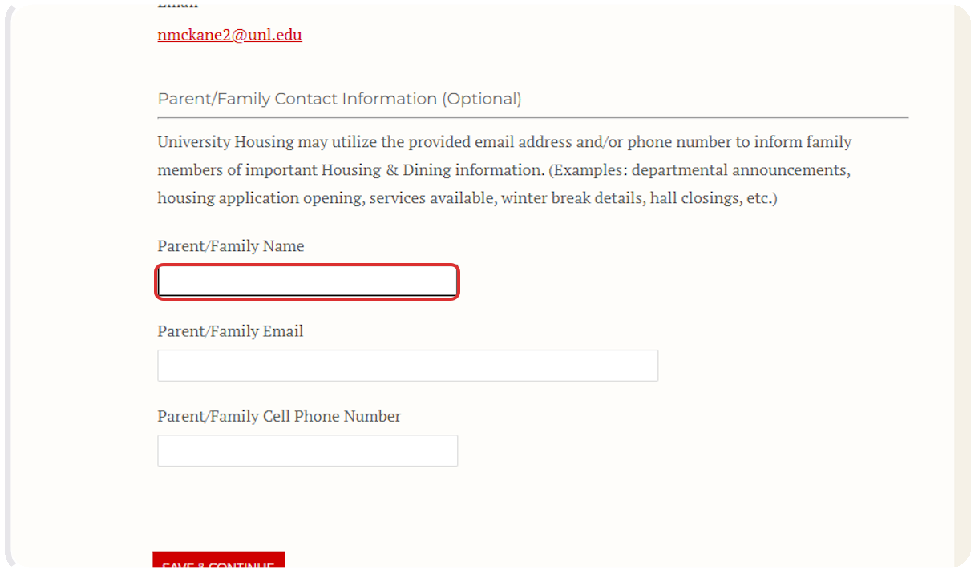 Email
nmckane2@unl.edu
Parent/Family Contact Information (Optional)
University Housing may utilize the provided email address and/or phone number to inform family
members of important Housing & Dining information. (Examples: departmental announcements,
housing application opening, services available, winter break details, hall closings, etc.)
Parent/Family Name
Parent/Family Email
Parent/Family Cell Phone Number
SAVE & CONTINUE